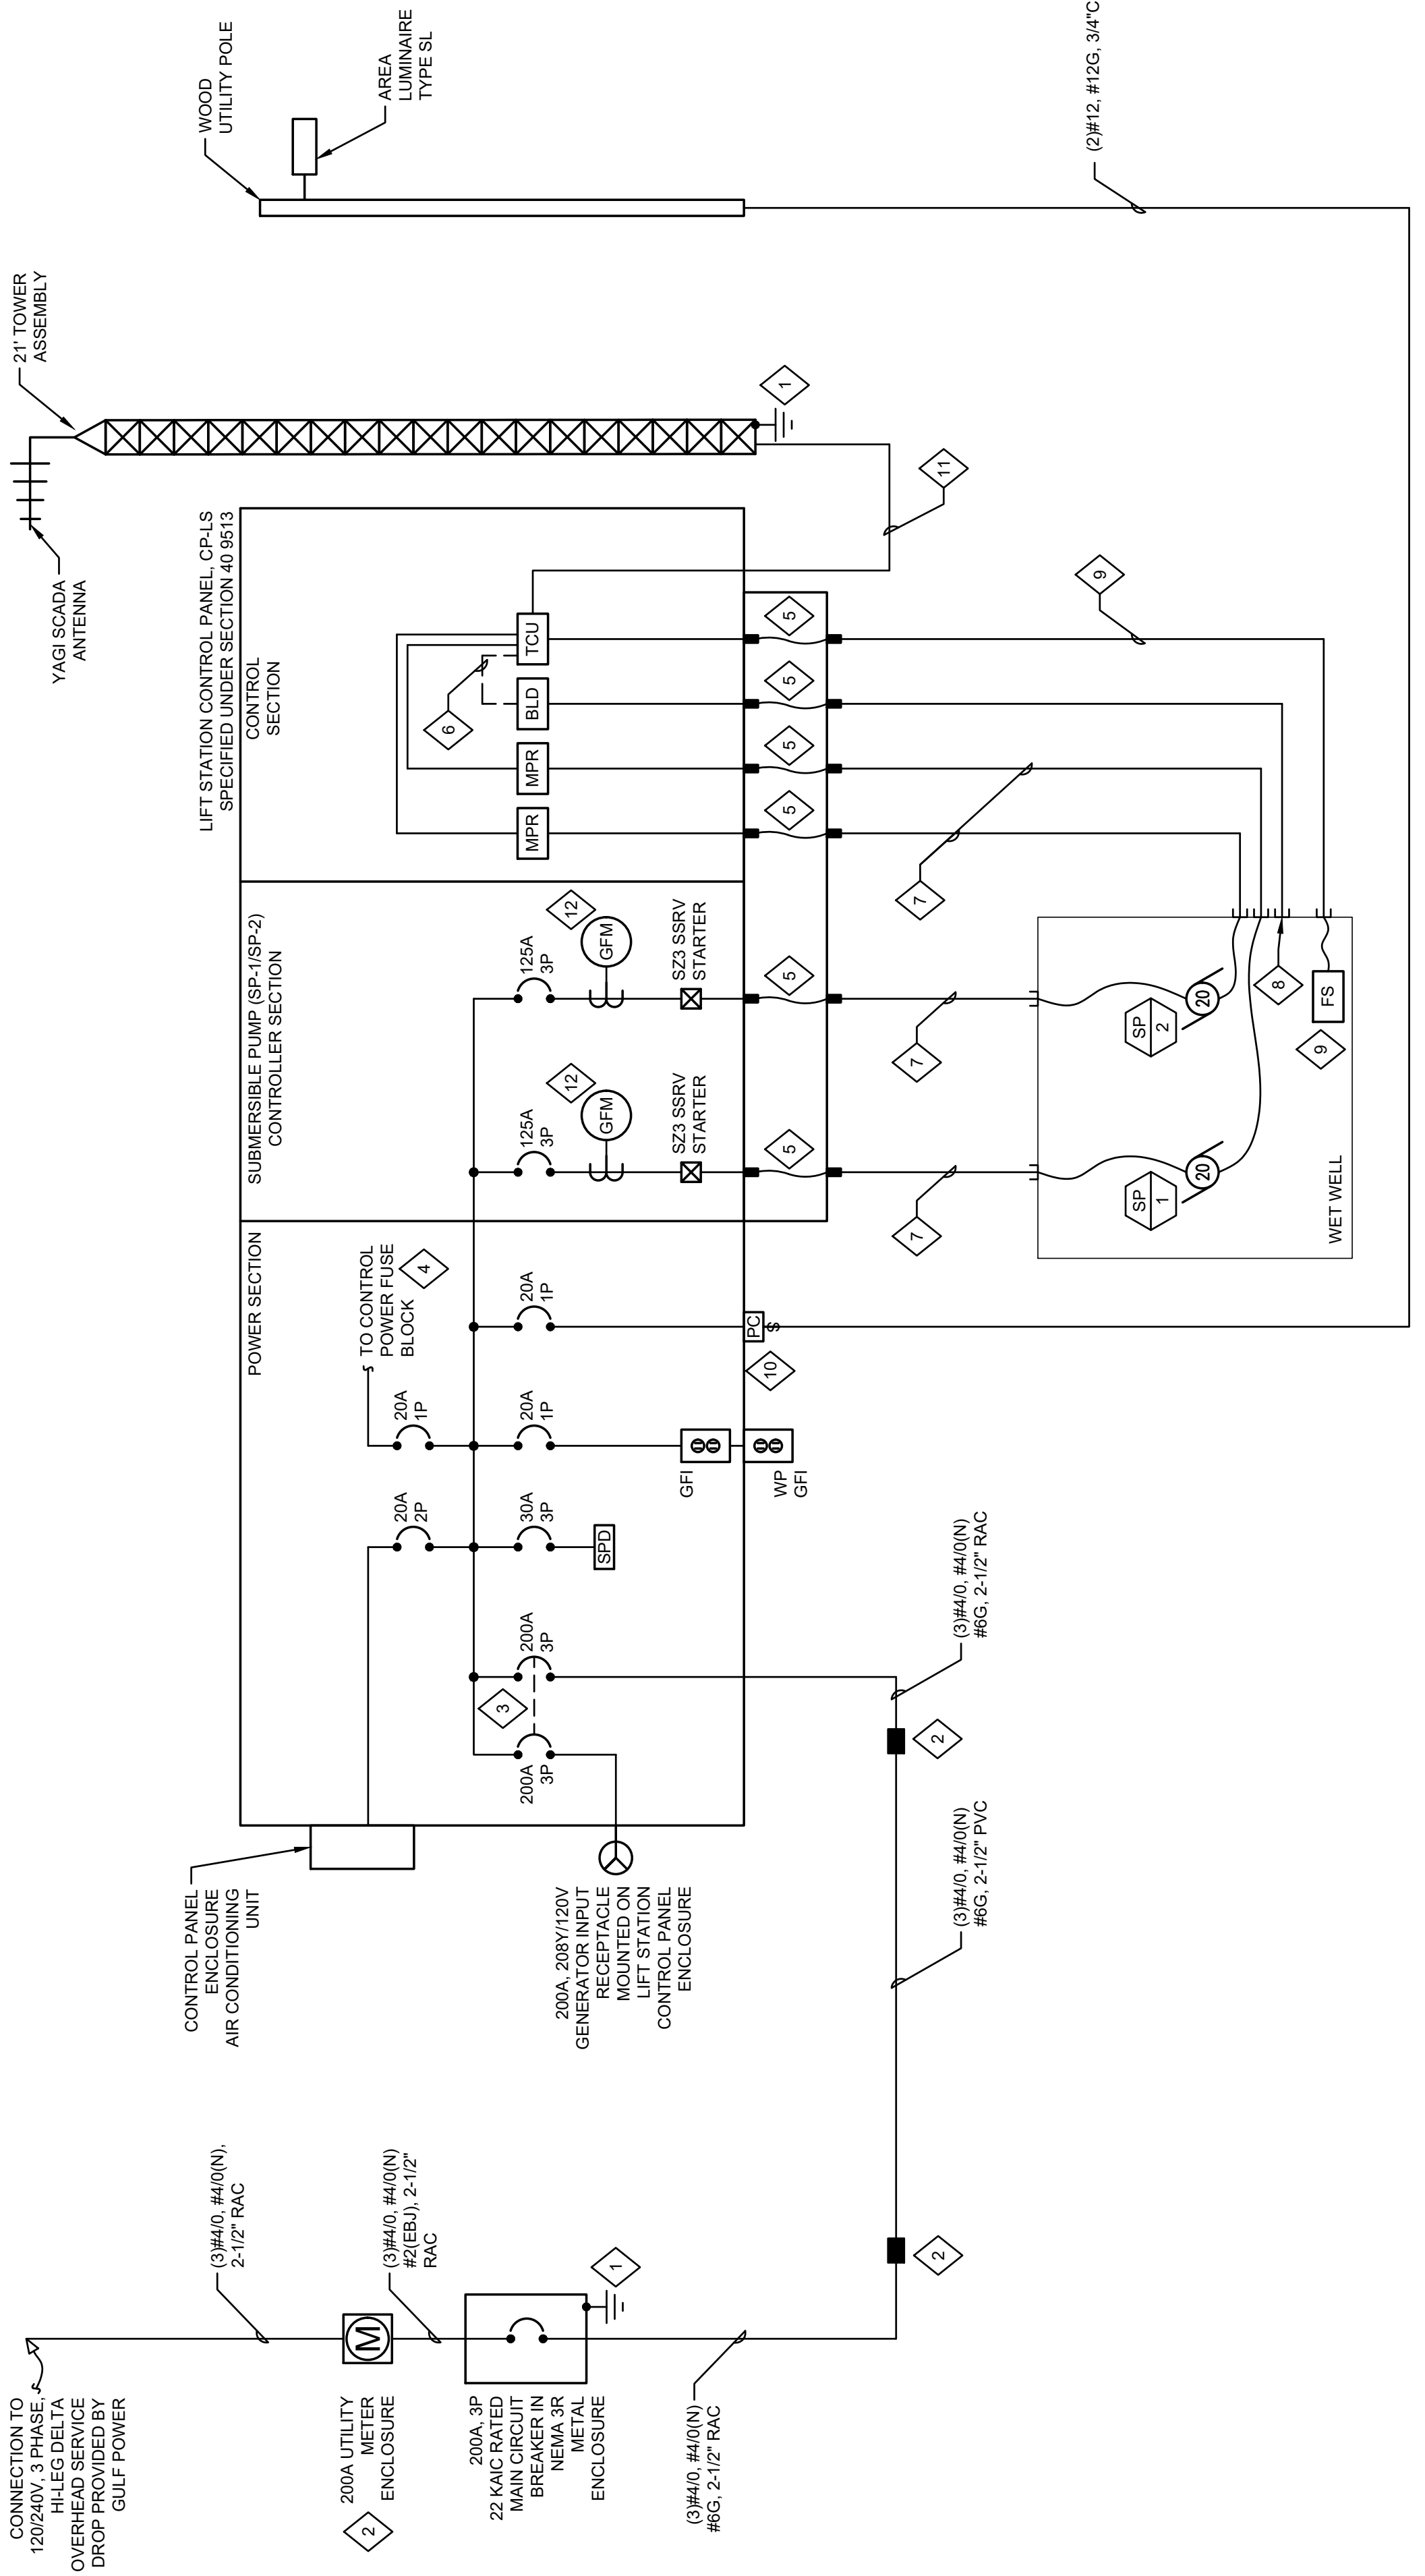 CONNECTION TO
120/240V, 3 PHASE,
HI-LEG DELTA
OVERHEAD SERVICE
DROP PROVIDED BY
GULF POWER
(3)#4/0, #4/0(N),
2-1/2" RAC
M
200A UTILITY
METER
ENCLOSURE
2
(3)#4/0, #4/0(N)
#2(EBJ), 2-1/2"
RAC
200A, 3P
22 KAIC RATED
MAIN CIRCUIT
BREAKER IN
NEMA 3R
METAL
ENCLOSURE
1
(3)#4/0, #4/0(N)
#6G, 2-1/2" RAC
2
(3)#4/0, #4/0(N)
#6G, 2-1/2" PVC
2
(3)#4/0, #4/0(N)
#6G, 2-1/2" RAC
CONTROL PANEL
ENCLOSURE
AIR CONDITIONING
UNIT
200A, 208Y/120V
GENERATOR INPUT
RECEPTACLE
MOUNTED ON
LIFT STATION
CONTROL PANEL
ENCLOSURE
POWER SECTION
200A
3P
3
200A
3P
20A
2P
30A
3P
SPD
20A
1P
TO CONTROL
POWER FUSE
BLOCK
4
20A
1P
GFI
WP
GFI
20A
1P
PC
10
SUBMERSIBLE PUMP (SP-1/SP-2)
CONTROLLER SECTION
125A
3P
12
GFM
SZ3 SSRV
STARTER
5
125A
3P
12
GFM
SZ3 SSRV
STARTER
5
LIFT STATION CONTROL PANEL, CP-LS
SPECIFIED UNDER SECTION 40 9513
CONTROL
SECTION
6
MPR
MPR
BLD
TCU
5
5
5
5
7
7
7
9
11
WET WELL
SP
1
20
SP
2
20
8
FS
9
YAGI SCADA
ANTENNA
21' TOWER
ASSEMBLY
1
WOOD
UTILITY POLE
AREA
LUMINAIRE
TYPE SL
(2)#12, #12G, 3/4"C